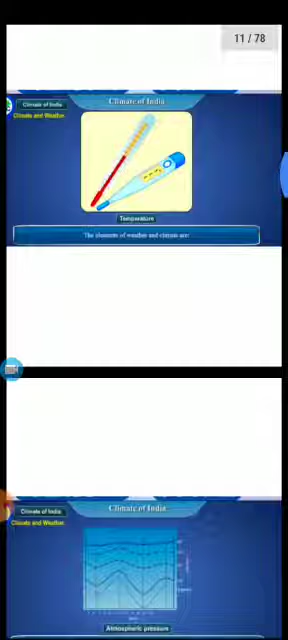 11 / 78
Climate of India
Climate of India
Climate and Weather
Temperature
The elements of weather and climate are:
Climate of India
Climate of India
Climate and Weather
Atmospheric pressure